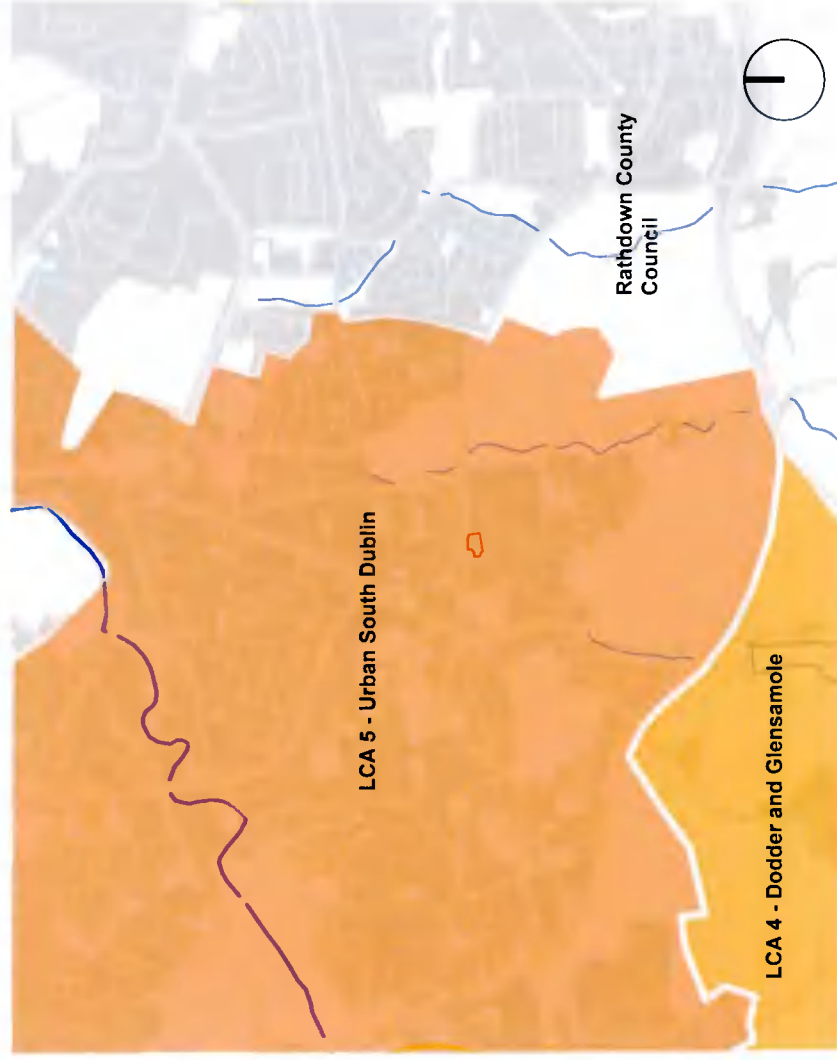 LCA 5 - Urban South Dublin
Rathdown County
Council
LCA 4 - Dodder and Glensamole